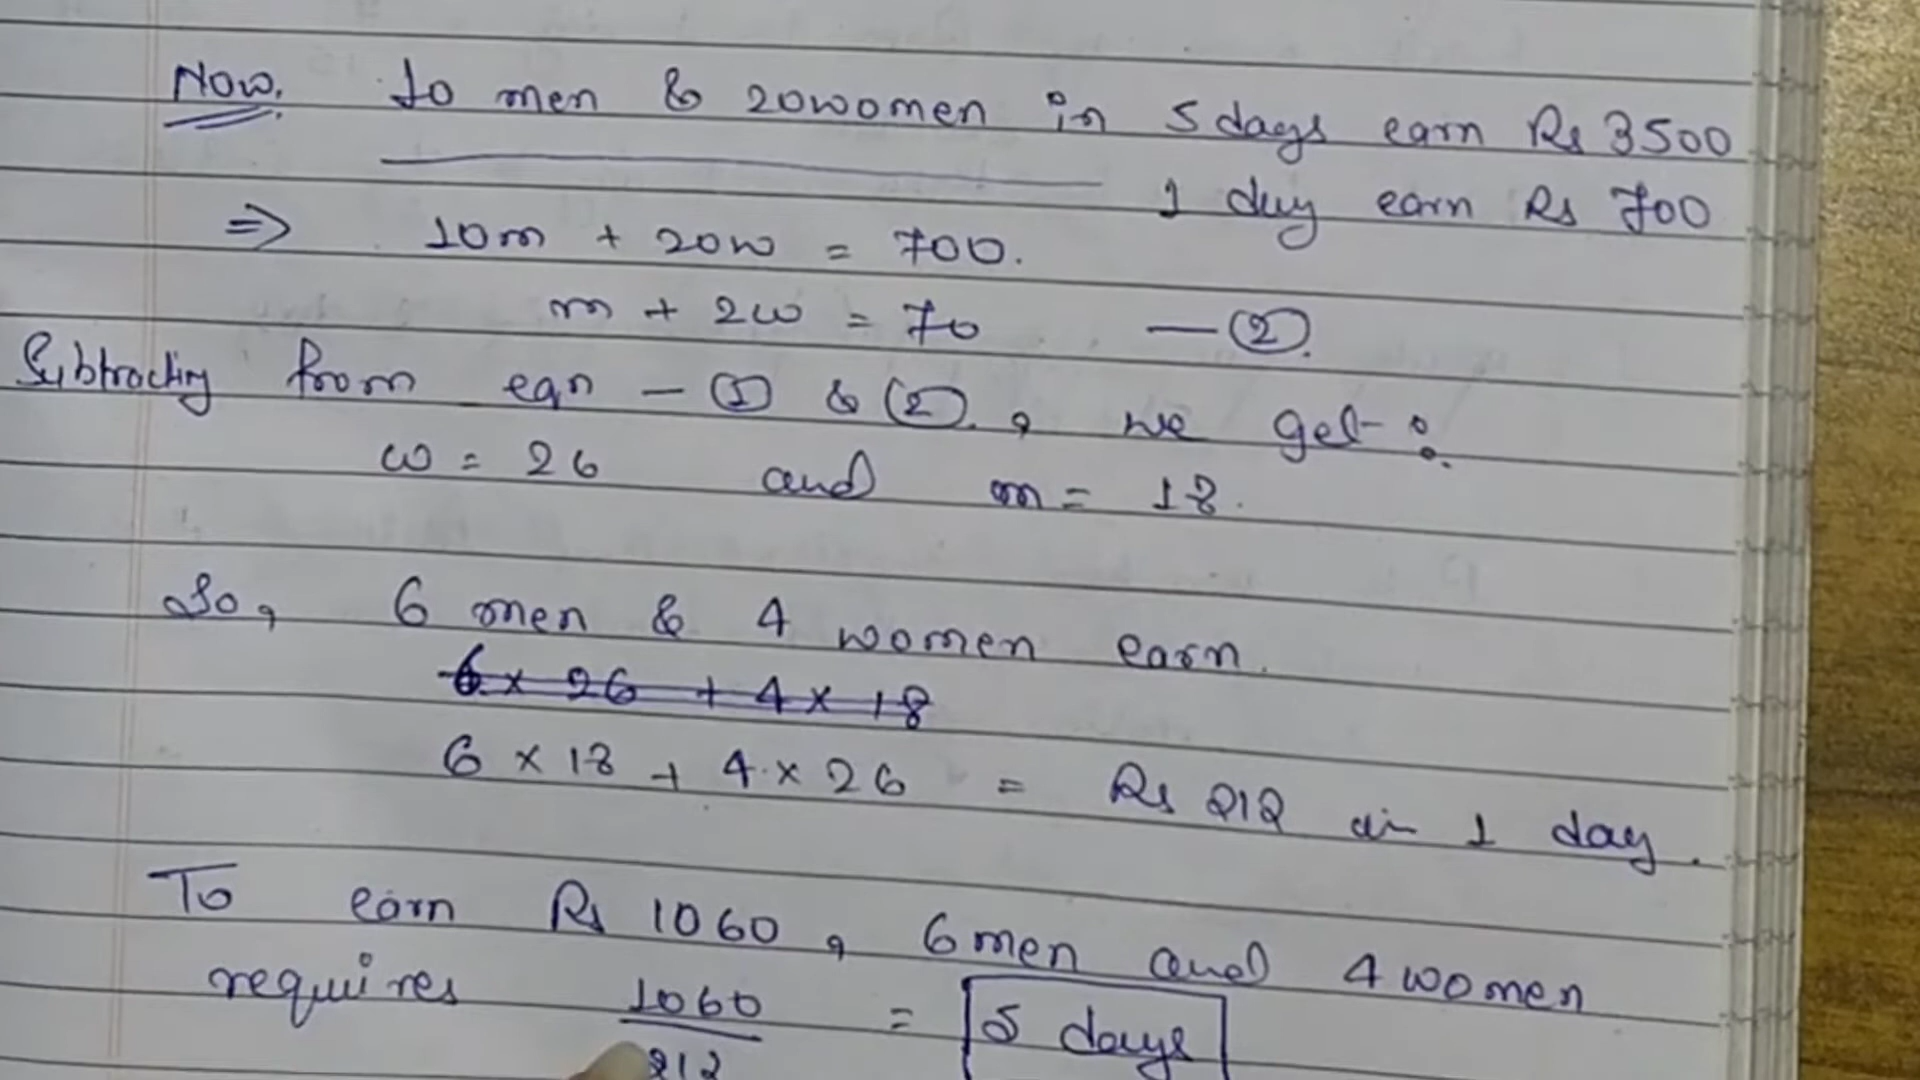 Now. 10 men & 20 women in 5 days earn Rs 3500
1 day earn Rs 700
⇒ 10m + 20w = 700.
m + 2w = 70 — (2).
Subtracting from eqn - (1) & (2), we get :
w = 26 and m = 18.
So, 6 men & 4 women earn.
6 x 26 + 4 x 18
6 x 18 + 4 x 26 = Rs 212 in 1 day.
To earn Rs 1060, 6 men and 4 women
requires 1060 = 5 days
212